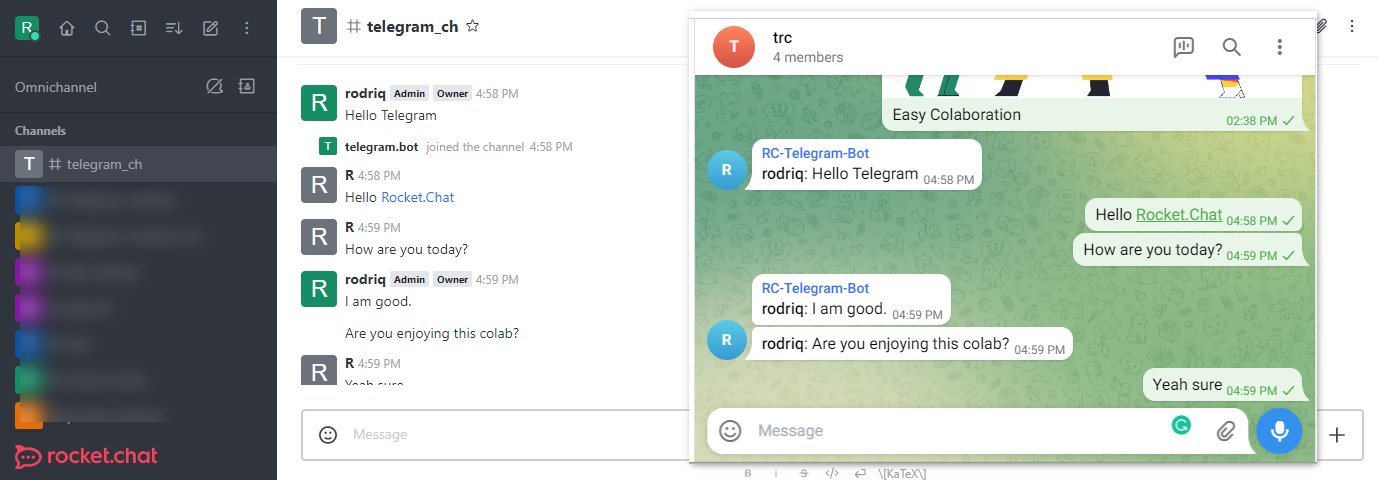 R
Omnichannel
Channels
T telegram_ch
rocket.chat
T # telegram_ch
R
rodriq Admin Owner 4:58 PM
Hello Telegram
T telegram.bot joined the channel 4:58 PM
R
R 4:58 PM
Hello Rocket.Chat
R
R 4:59 PM
How are you today?
R
rodriq Admin Owner 4:59 PM
I am good.
Are you enjoying this colab?
R
R 4:59 PM
Yeah sure
Message
B i S </> \[KaTeX\]
T
trc
4 members
Easy Colaboration 02:38 PM
RC-Telegram-Bot
R
rodriq: Hello Telegram 04:58 PM
Hello Rocket.Chat 04:58 PM
How are you today? 04:59 PM
RC-Telegram-Bot
rodriq: I am good. 04:59 PM
R
rodriq: Are you enjoying this colab? 04:59 PM
Yeah sure 04:59 PM
Message